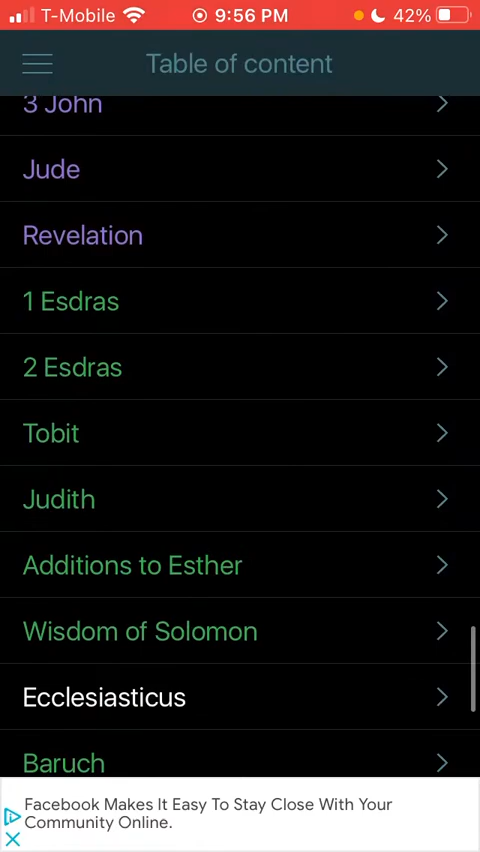 T-Mobile 9:56 PM 42%
Table of content
3 John
Jude
Revelation
1 Esdras
2 Esdras
Tobit
Judith
Additions to Esther
Wisdom of Solomon
Ecclesiasticus
Baruch
Facebook Makes It Easy To Stay Close With Your
Community Online.